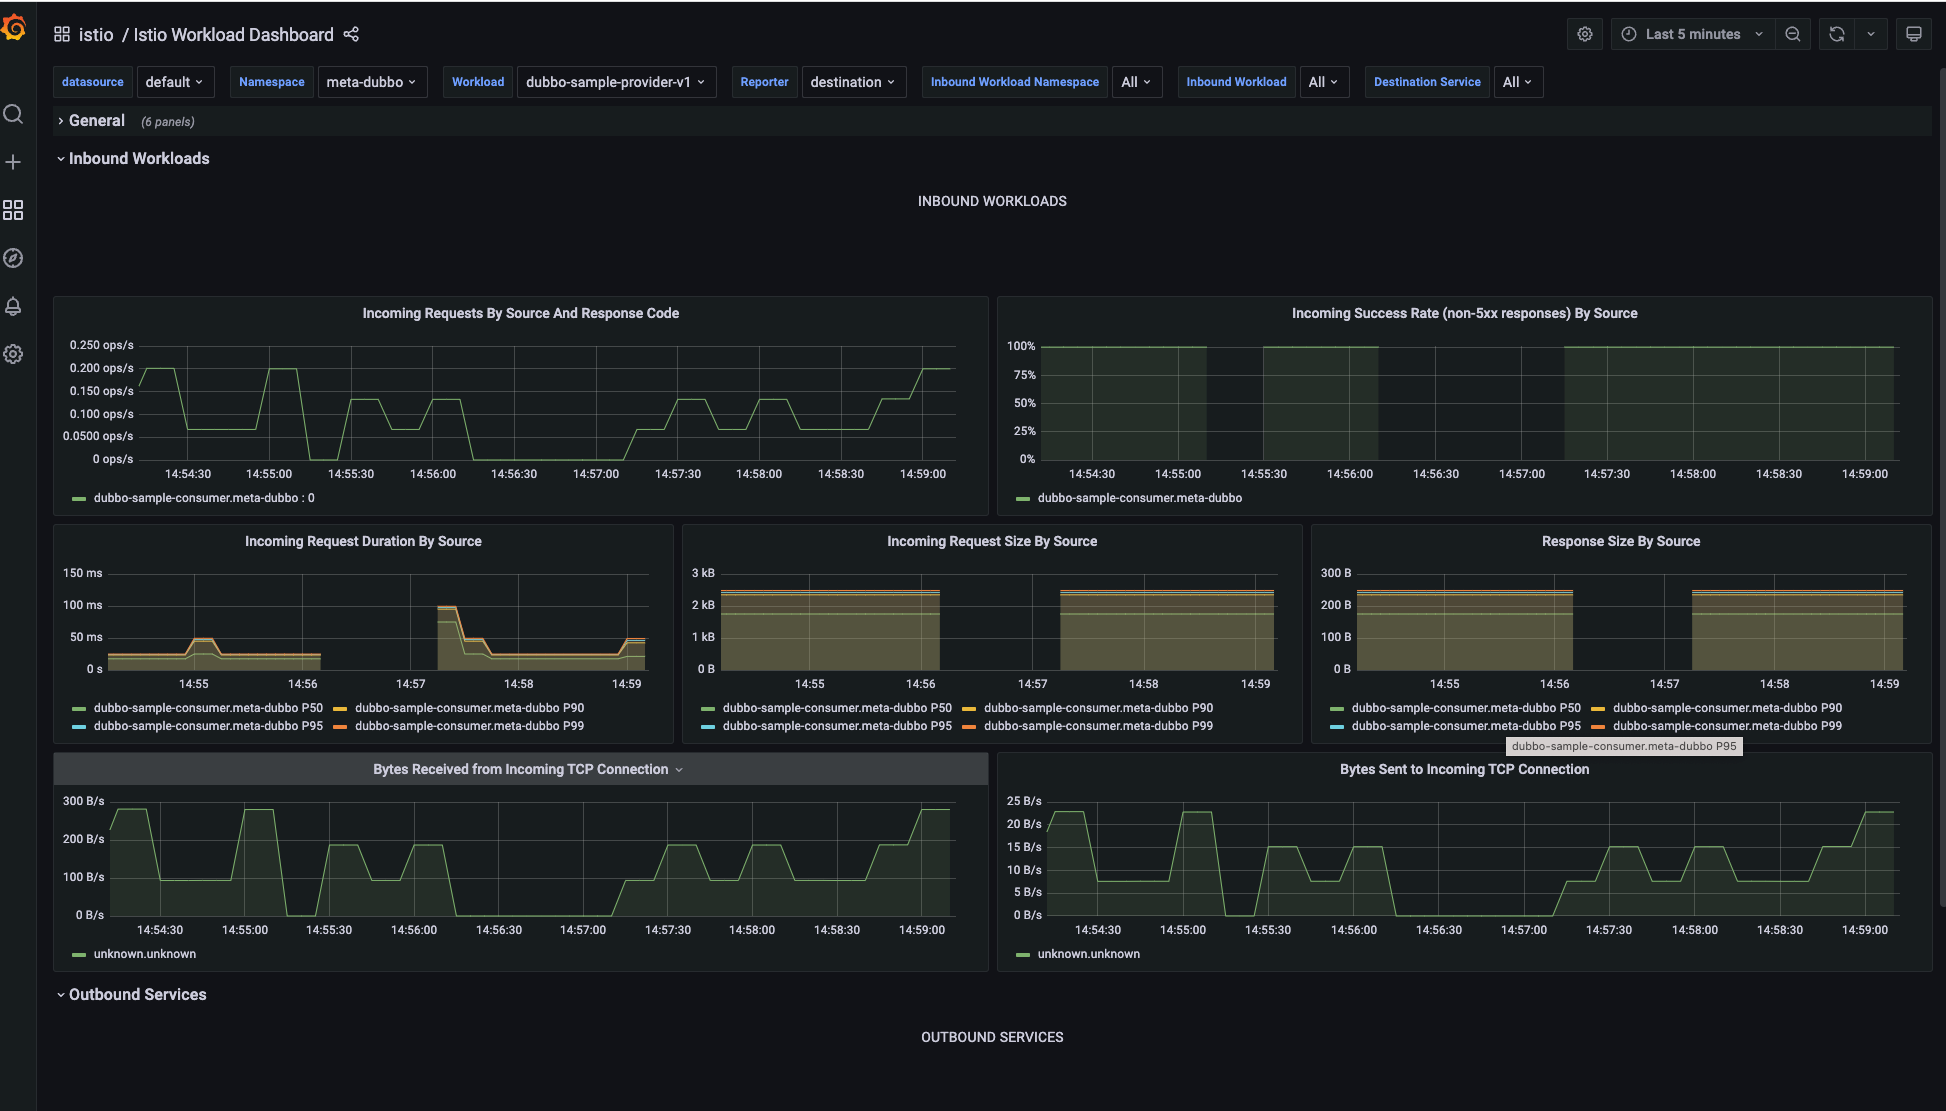 istio / Istio Workload Dashboard
Last 5 minutes
datasource default Namespace meta-dubbo Workload dubbo-sample-provider-v1 Reporter destination Inbound Workload Namespace All Inbound Workload All Destination Service All
General (6 panels)
Inbound Workloads
INBOUND WORKLOADS
Incoming Requests By Source And Response Code
0.250 ops/s
0.200 ops/s
0.150 ops/s
0.100 ops/s
0.0500 ops/s
0 ops/s
14:54:30 14:55:00 14:55:30 14:56:00 14:56:30 14:57:00 14:57:30 14:58:00 14:58:30 14:59:00
dubbo-sample-consumer.meta-dubbo : 0
Incoming Success Rate (non-5xx responses) By Source
100%
75%
50%
25%
0%
14:54:30 14:55:00 14:55:30 14:56:00 14:56:30 14:57:00 14:57:30 14:58:00 14:58:30 14:59:00
dubbo-sample-consumer.meta-dubbo
Incoming Request Duration By Source
150 ms
100 ms
50 ms
0 s
14:55 14:56 14:57 14:58 14:59
dubbo-sample-consumer.meta-dubbo P50 dubbo-sample-consumer.meta-dubbo P90
dubbo-sample-consumer.meta-dubbo P95 dubbo-sample-consumer.meta-dubbo P99
Incoming Request Size By Source
3 kB
2 kB
1 kB
0 B
14:55 14:56 14:57 14:58 14:59
dubbo-sample-consumer.meta-dubbo P50 dubbo-sample-consumer.meta-dubbo P90
dubbo-sample-consumer.meta-dubbo P95 dubbo-sample-consumer.meta-dubbo P99
Response Size By Source
300 B
200 B
100 B
0 B
14:55 14:56 14:57 14:58 14:59
dubbo-sample-consumer.meta-dubbo P50 dubbo-sample-consumer.meta-dubbo P90
dubbo-sample-consumer.meta-dubbo P95 dubbo-sample-consumer.meta-dubbo P99
dubbo-sample-consumer.meta-dubbo P95
Bytes Received from Incoming TCP Connection
300 B/s
200 B/s
100 B/s
0 B/s
14:54:30 14:55:00 14:55:30 14:56:00 14:56:30 14:57:00 14:57:30 14:58:00 14:58:30 14:59:00
unknown.unknown
Bytes Sent to Incoming TCP Connection
25 B/s
20 B/s
15 B/s
10 B/s
5 B/s
0 B/s
14:54:30 14:55:00 14:55:30 14:56:00 14:56:30 14:57:00 14:57:30 14:58:00 14:58:30 14:59:00
unknown.unknown
Outbound Services
OUTBOUND SERVICES